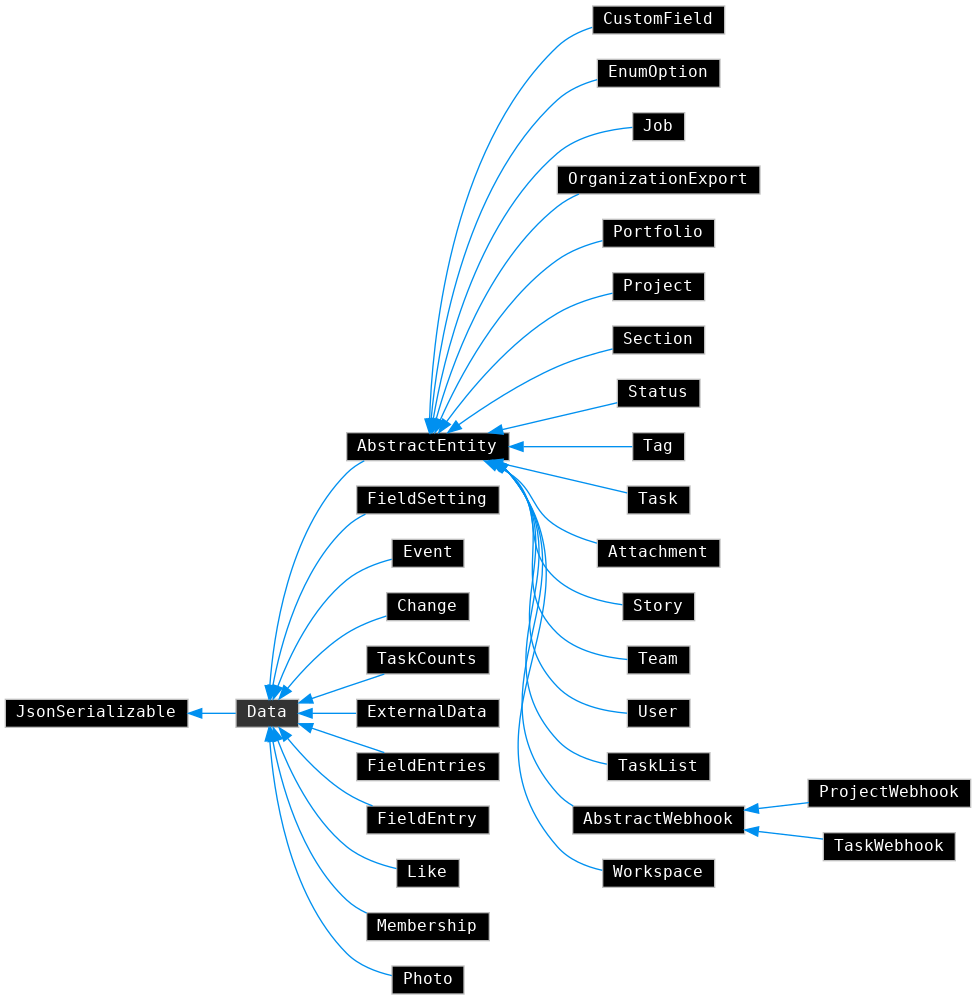 CustomField
EnumOption
Job
OrganizationExport
Portfolio
Project
Section
Status
AbstractEntity
Tag
FieldSetting
Task
Event
Attachment
Change
Story
TaskCounts
Team
JsonSerializable
Data
ExternalData
User
FieldEntries
TaskList
FieldEntry
AbstractWebhook
ProjectWebhook
TaskWebhook
Like
Workspace
Membership
Photo